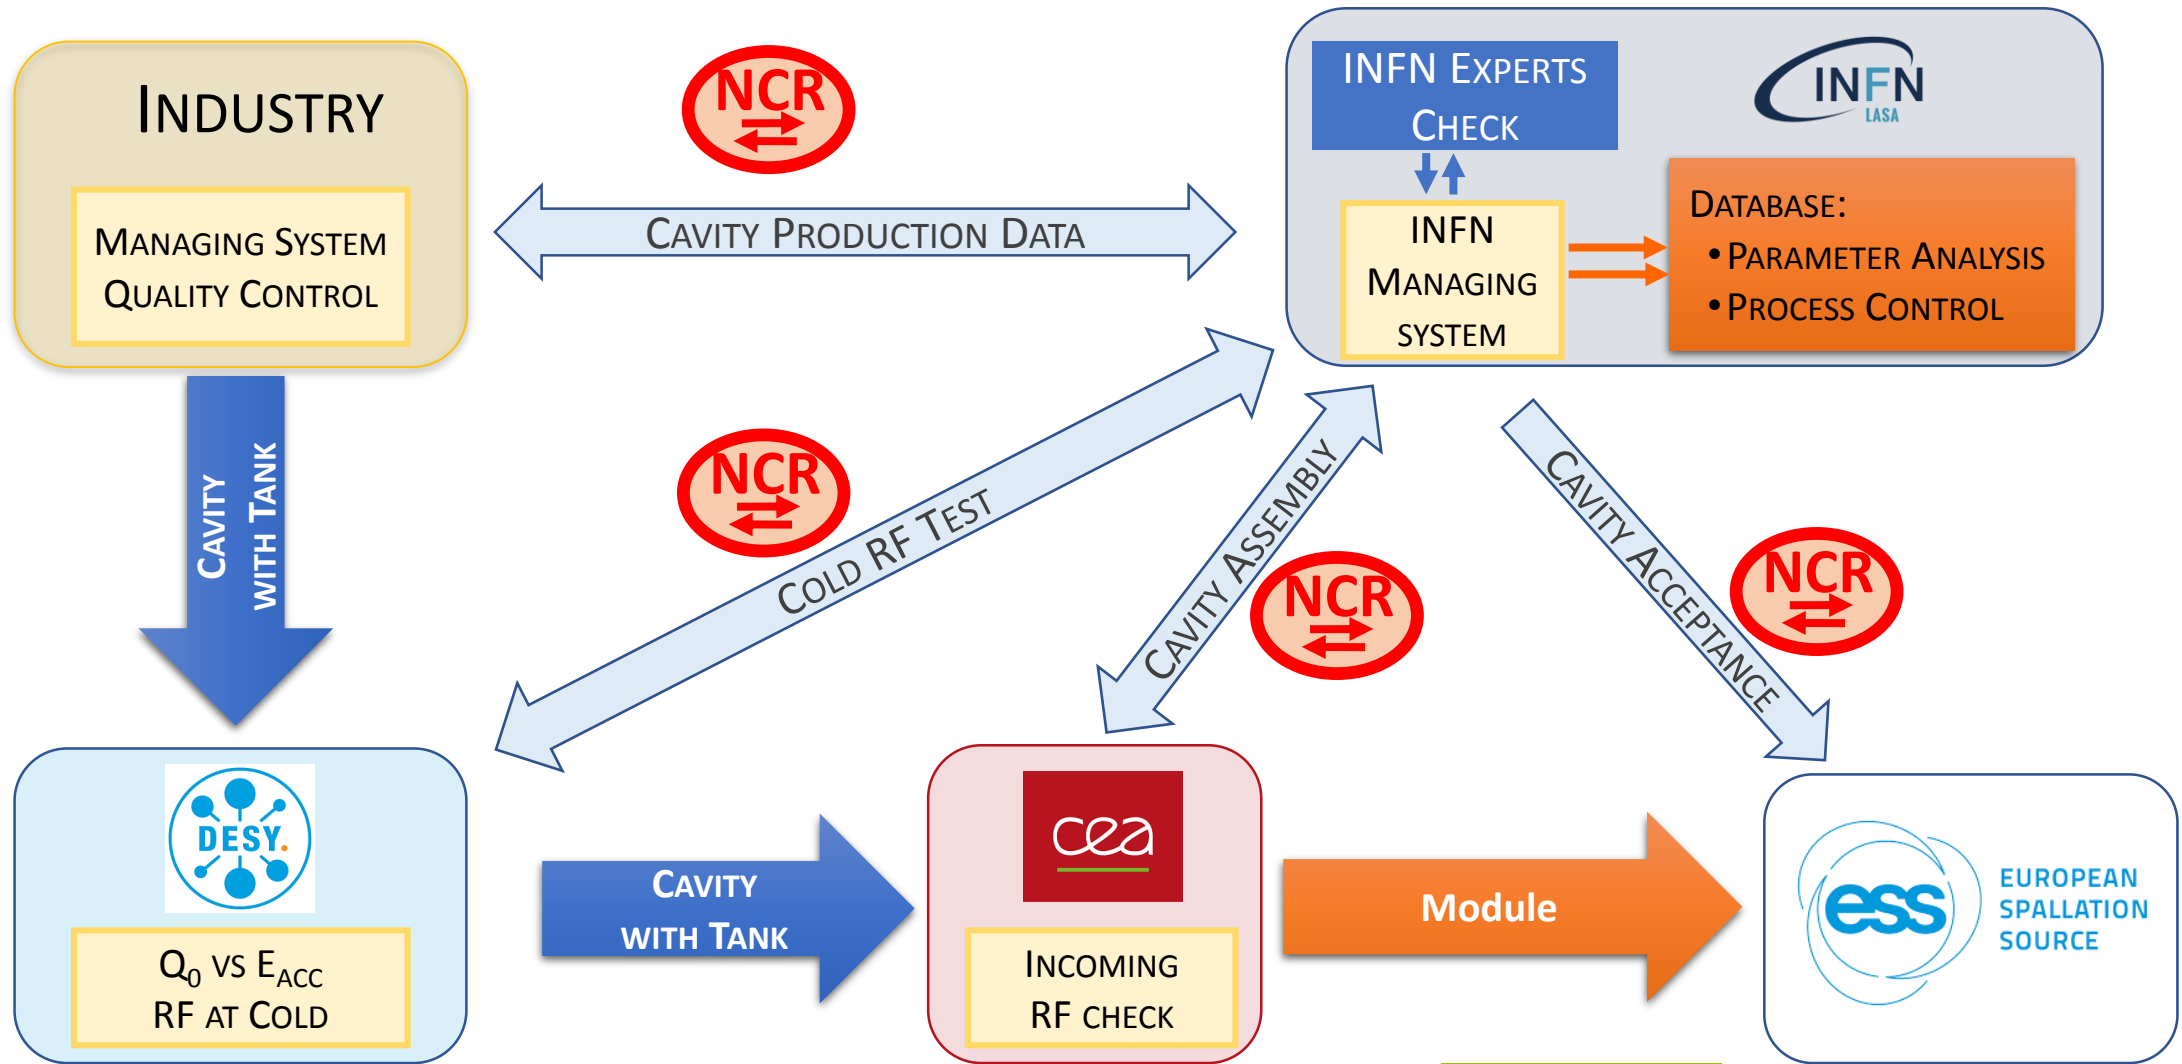 INDUSTRY
MANAGING SYSTEM
QUALITY CONTROL
NCR
CAVITY PRODUCTION DATA
INFN EXPERTS
CHECK
INFN
LASA
INFN
MANAGING
SYSTEM
DATABASE:
• PARAMETER ANALYSIS
• PROCESS CONTROL
CAVITY
WITH TANK
NCR
COLD RF TEST
CAVITY ASSEMBLY
NCR
CAVITY ACCEPTANCE
NCR
DESY.
Q0 VS EACC
RF AT COLD
CAVITY
WITH TANK
cea
INCOMING
RF CHECK
Module
ess
EUROPEAN
SPALLATION
SOURCE